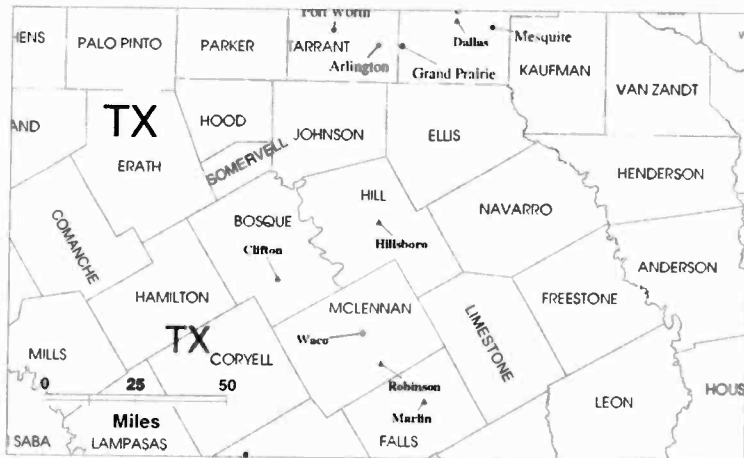 Fort Worth
HENS
PALO PINTO
PARKER
TARRANT
Dallas
Mesquite
Arlington
Grand Prairie
KAUFMAN
VAN ZANDT
AND
TX
HOOD
JOHNSON
ELLIS
ERATH
SOMERVELL
HENDERSON
COMANCHE
BOSQUE
HILL
NAVARRO
Clifton
Hillsboro
ANDERSON
HAMILTON
MCLENNAN
LIMESTONE
FREESTONE
TX
CORYELL
Waco
MILLS
Robinson
0 25 50
Miles
Marlin
LEON
HOUS
SABA
LAMPASAS
FALLS